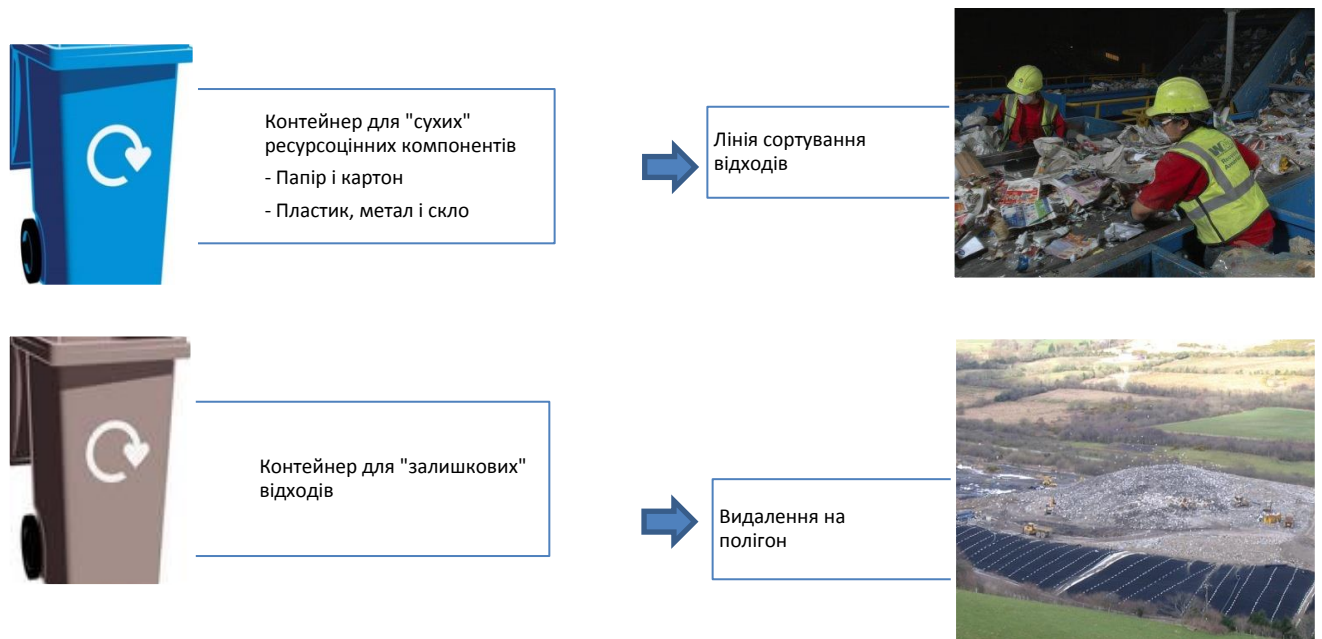 Контейнер для "сухих"
ресурсоцінних компонентів
- Папір і картон
- Пластик, метал і скло
Лінія сортування
відходів
Контейнер для "залишкових"
відходів
Видалення на
полігон